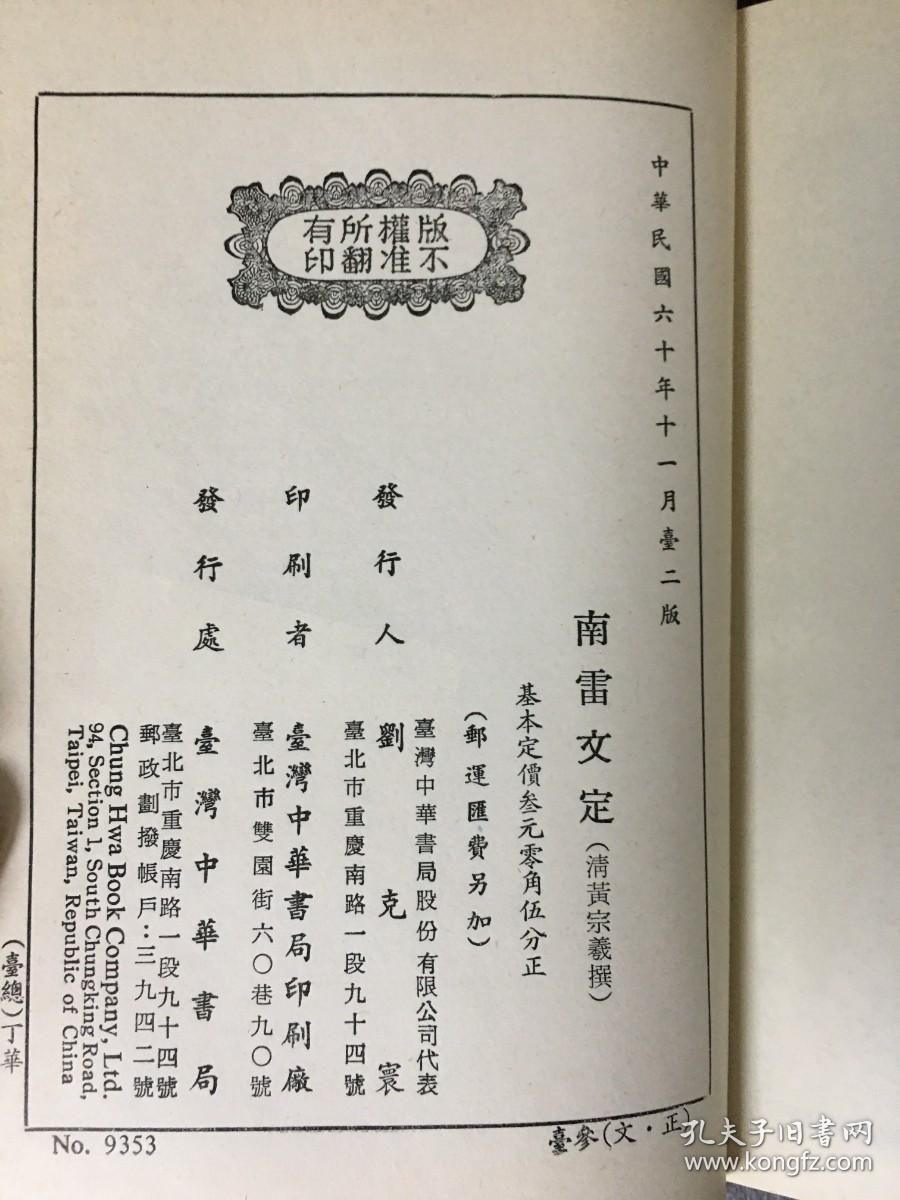 中華民國六十年十一月臺二版
版權所有
不准翻印
南雷文定(清黃宗羲撰)
基本定價叁元零角伍分正
(郵運匯費另加)
發行人
臺灣中華書局股份有限公司代表
劉克寰
臺北市重慶南路一段九十四號
印刷者
臺灣中華書局印刷廠
臺北市雙園街六〇巷九〇號
發行處
臺灣中華書局
臺北市重慶南路一段九十四號
郵政劃撥帳戶:三九四二號
Chung Hwa Book Company, Ltd.
94, Section 1, South Chungking Road,
Taipei, Taiwan, Republic of China
(臺總)丁華
No. 9353
臺參(文·正)
孔夫子旧书网
www.kongfz.com